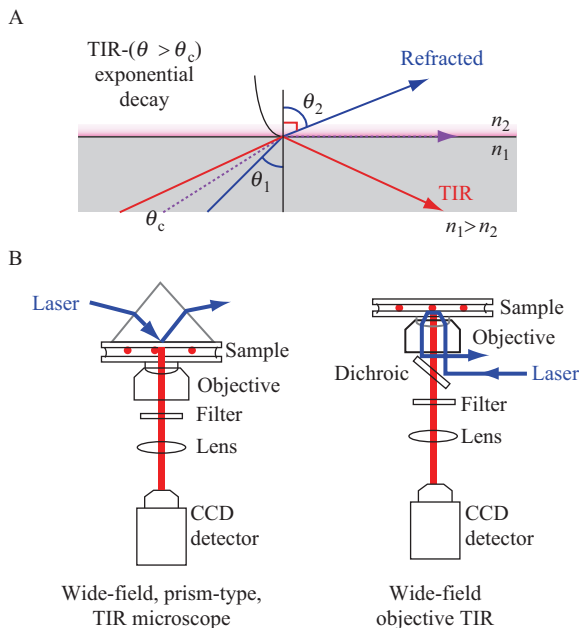 A
TIR-(θ > θc)
exponential
decay
Refracted
θ2
n2
n1
θ1
θc
TIR
n1 > n2
B
Laser
Sample
Objective
Filter
Lens
CCD
detector
Wide-field, prism-type,
TIR microscope
Sample
Objective
Dichroic
Laser
Filter
Lens
CCD
detector
Wide-field
objective TIR